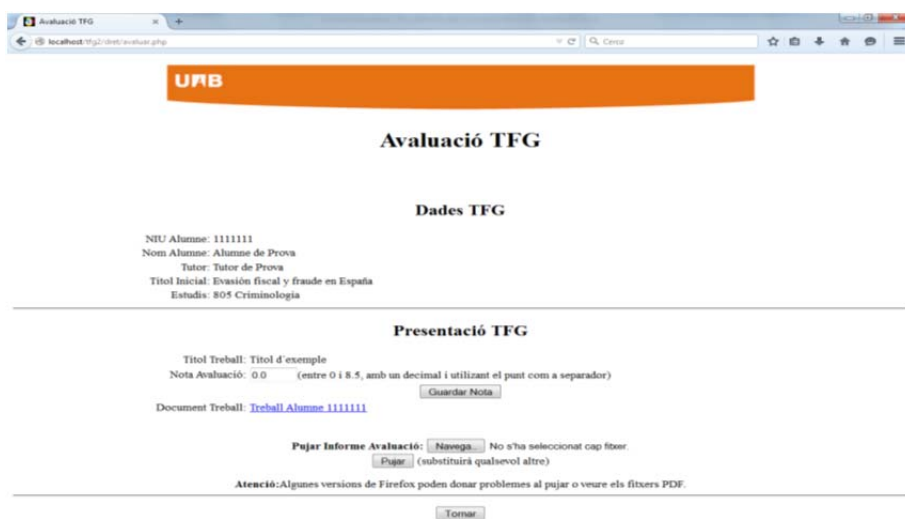 Avaluació TFG
localhost/tfg2/dret/avaluar.php
Cerca
UAB
Avaluació TFG
Dades TFG
NIU Alumne: 1111111
Nom Alumne: Alumne de Prova
Tutor: Tutor de Prova
Titol Inicial: Evasión fiscal y fraude en España
Estudis: 805 Criminologia
Presentació TFG
Titol Treball: Titol d'exemple
Nota Avaluació: 0.0 (entre 0 i 8.5, amb un decimal i utilizant el punt com a separador)
Guardar Nota
Document Treball: Treball Alumne 1111111
Pujar Informe Avaluació: Navega... No s'ha seleccionat cap fitxer.
Pujar (substituirà qualsevol altre)
Atenció:Algunes versions de Firefox poden donar problemes al pujar o veure els fitxers PDF.
Tornar